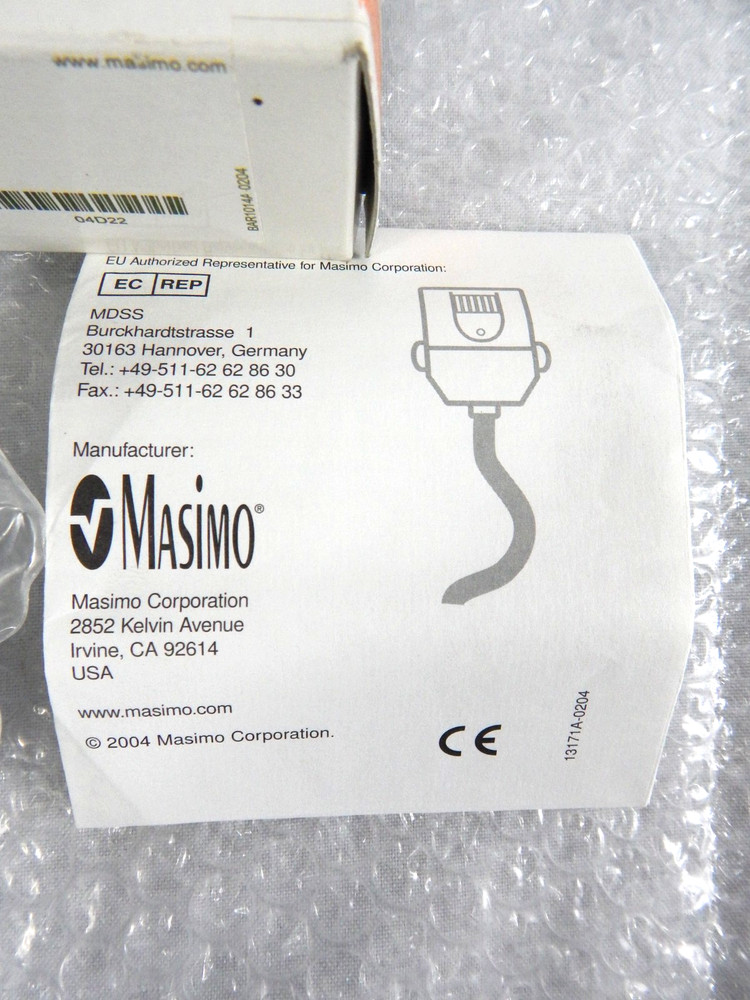 www.masimo.com
04D22
BAR1014A 0204
EU Authorized Representative for Masimo Corporation:
EC REP
MDSS
Burckhardtstrasse 1
30163 Hannover, Germany
Tel.: +49-511-62 62 86 30
Fax.: +49-511-62 62 86 33
Manufacturer:
MASIMO®
Masimo Corporation
2852 Kelvin Avenue
Irvine, CA 92614
USA
www.masimo.com
© 2004 Masimo Corporation.
CE
13171A-0204